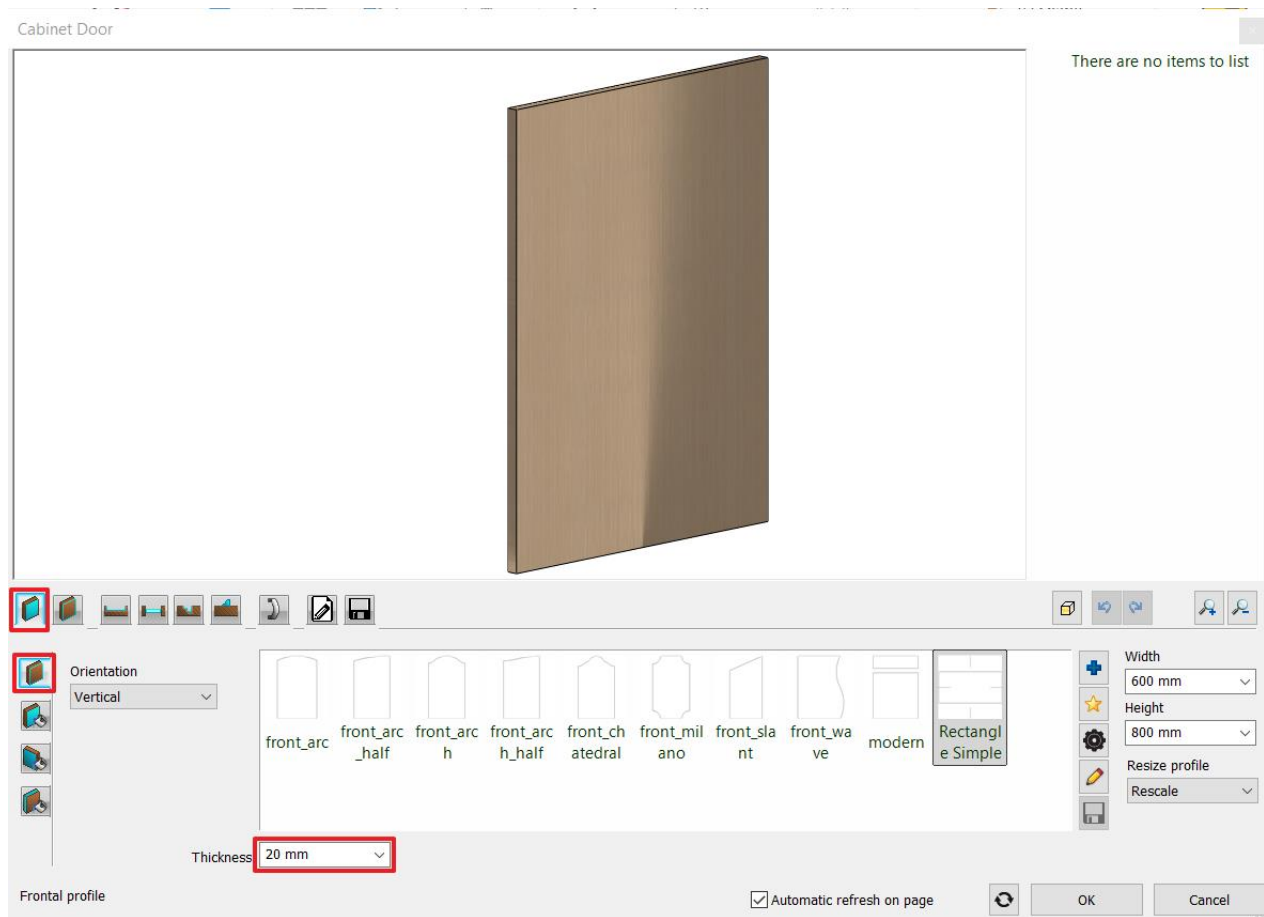 Cabinet Door
There are no items to list
Orientation
Vertical
front_arc
front_arc
_half
front_arc
h
front_arc
h_half
front_ch
atedral
front_mil
ano
front_sla
nt
front_wa
ve
modern
Rectangl
e Simple
Width
600 mm
Height
800 mm
Resize profile
Rescale
Thickness
20 mm
Frontal profile
Automatic refresh on page
OK
Cancel